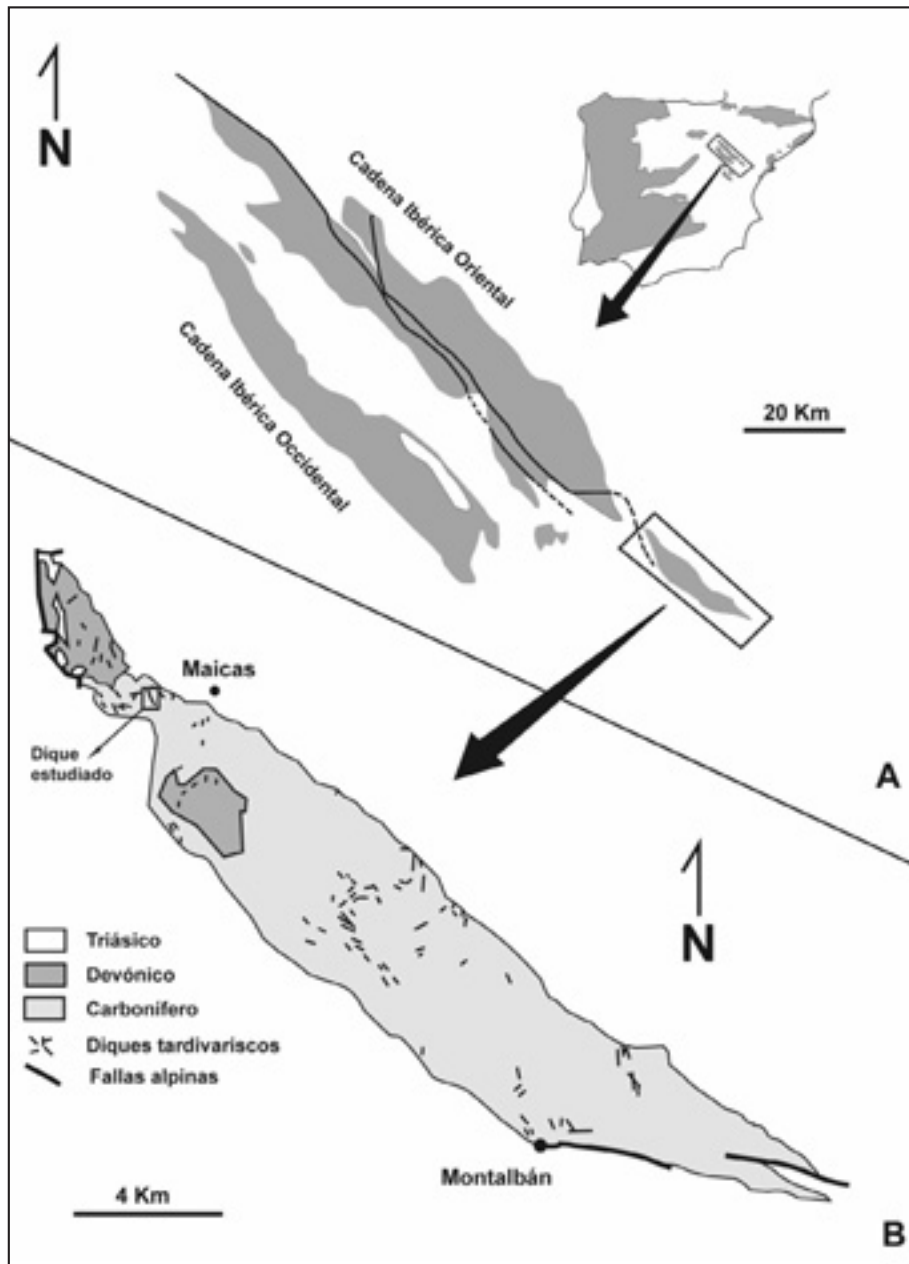 N
Cadena Ibérica Oriental
Cadena Ibérica Occidental
20 Km
A
Maicas
Dique
estudiado
N
Triásico
Devónico
Carbonífero
Diques tardivariscos
Fallas alpinas
Montalbán
4 Km
B